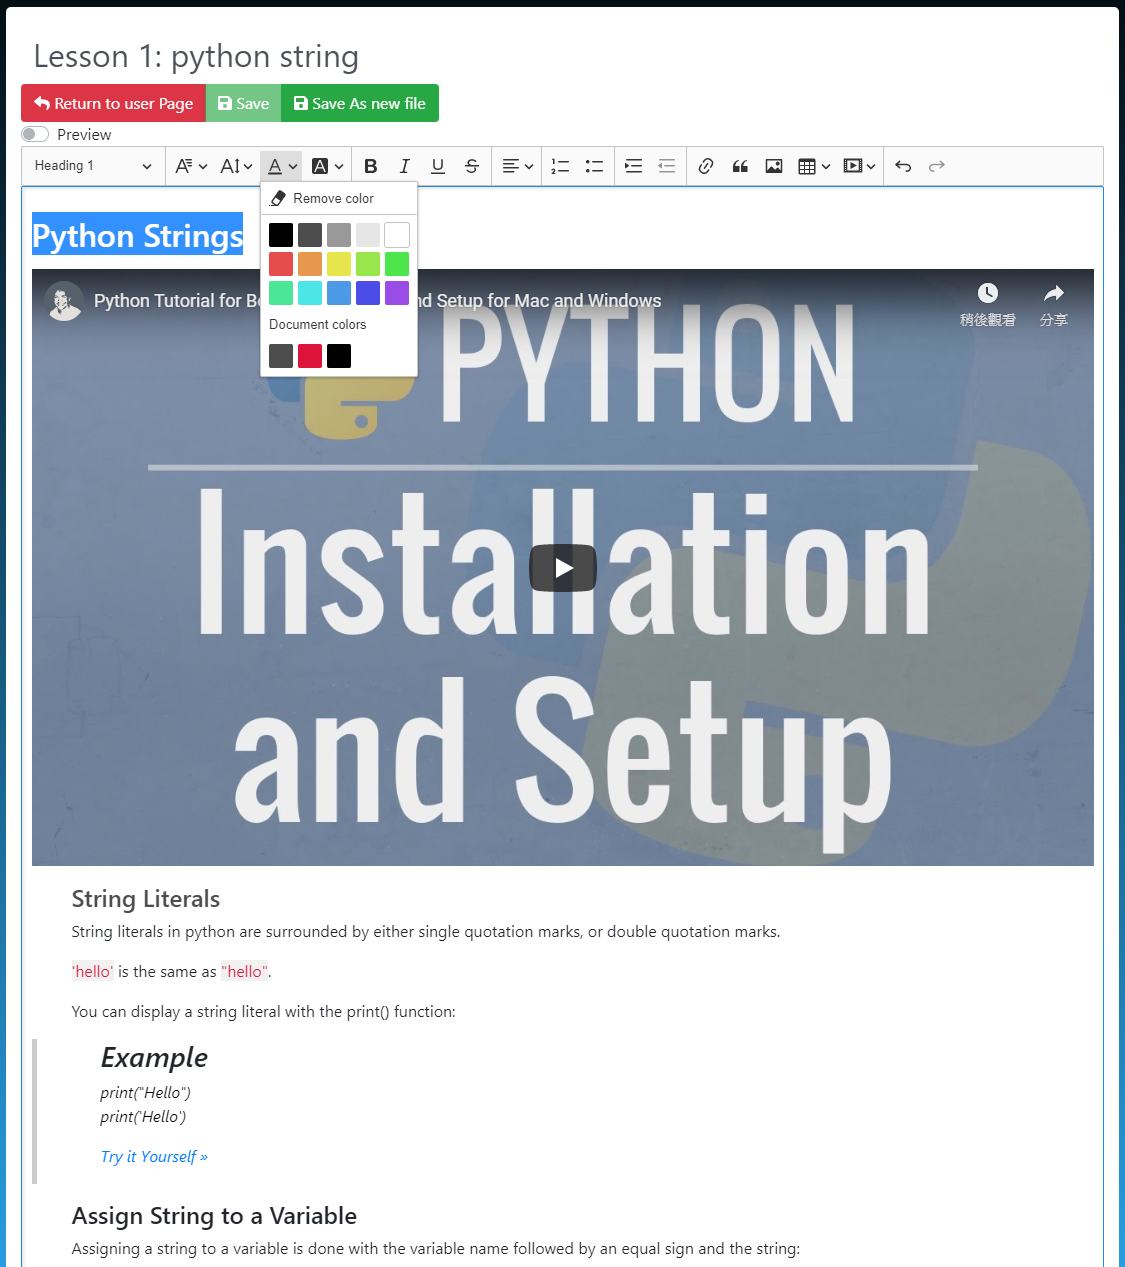 Lesson 1: python string
Return to user Page Save Save As new file
Preview
Heading 1
Remove color
Python Strings
Python Tutorial for Be
nd Setup for Mac and Windows
稍後觀看 分享
Document colors
PYTHON
Installation
and Setup
String Literals
String literals in python are surrounded by either single quotation marks, or double quotation marks.
'hello' is the same as "hello".
You can display a string literal with the print() function:
Example
print("Hello")
print('Hello')
Try it Yourself »
Assign String to a Variable
Assigning a string to a variable is done with the variable name followed by an equal sign and the string: